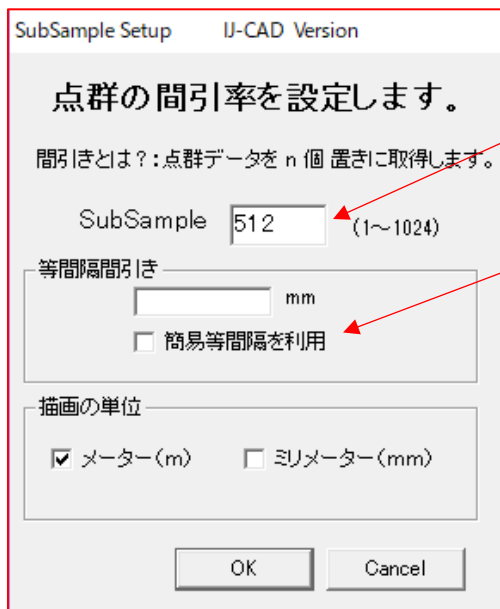 SubSample Setup IJ-CAD Version
点群の間引率を設定します。
間引きとは？:点群データを n 個 置きに取得します。
SubSample 512 (1～1024)
等間隔間引き
mm
簡易等間隔を利用
描画の単位
メーター(m) ミリメーター(mm)
OK Cancel